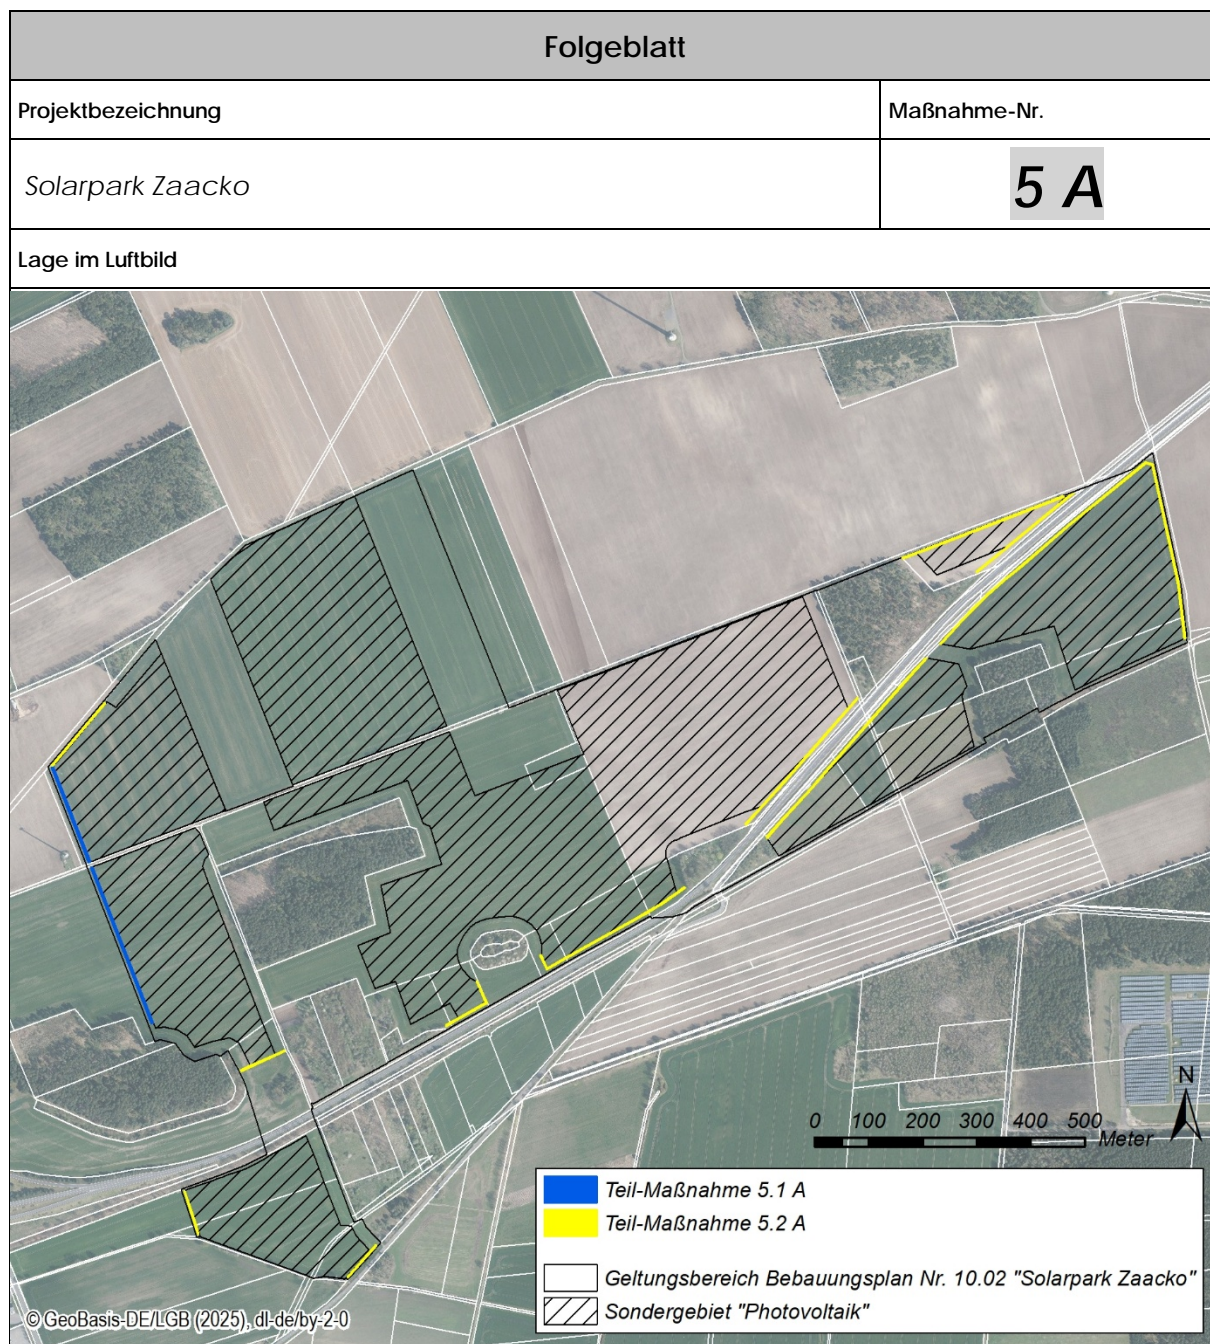 Folgeblatt
Projektbezeichnung
Maßnahme-Nr.
Solarpark Zaacko
5 A
Lage im Luftbild
N
0 100 200 300 400 500
Meter
Teil-Maßnahme 5.1 A
Teil-Maßnahme 5.2 A
Geltungsbereich Bebauungsplan Nr. 10.02 "Solarpark Zaacko"
Sondergebiet "Photovoltaik"
© GeoBasis-DE/LGB (2025), dl-de/by-2-0